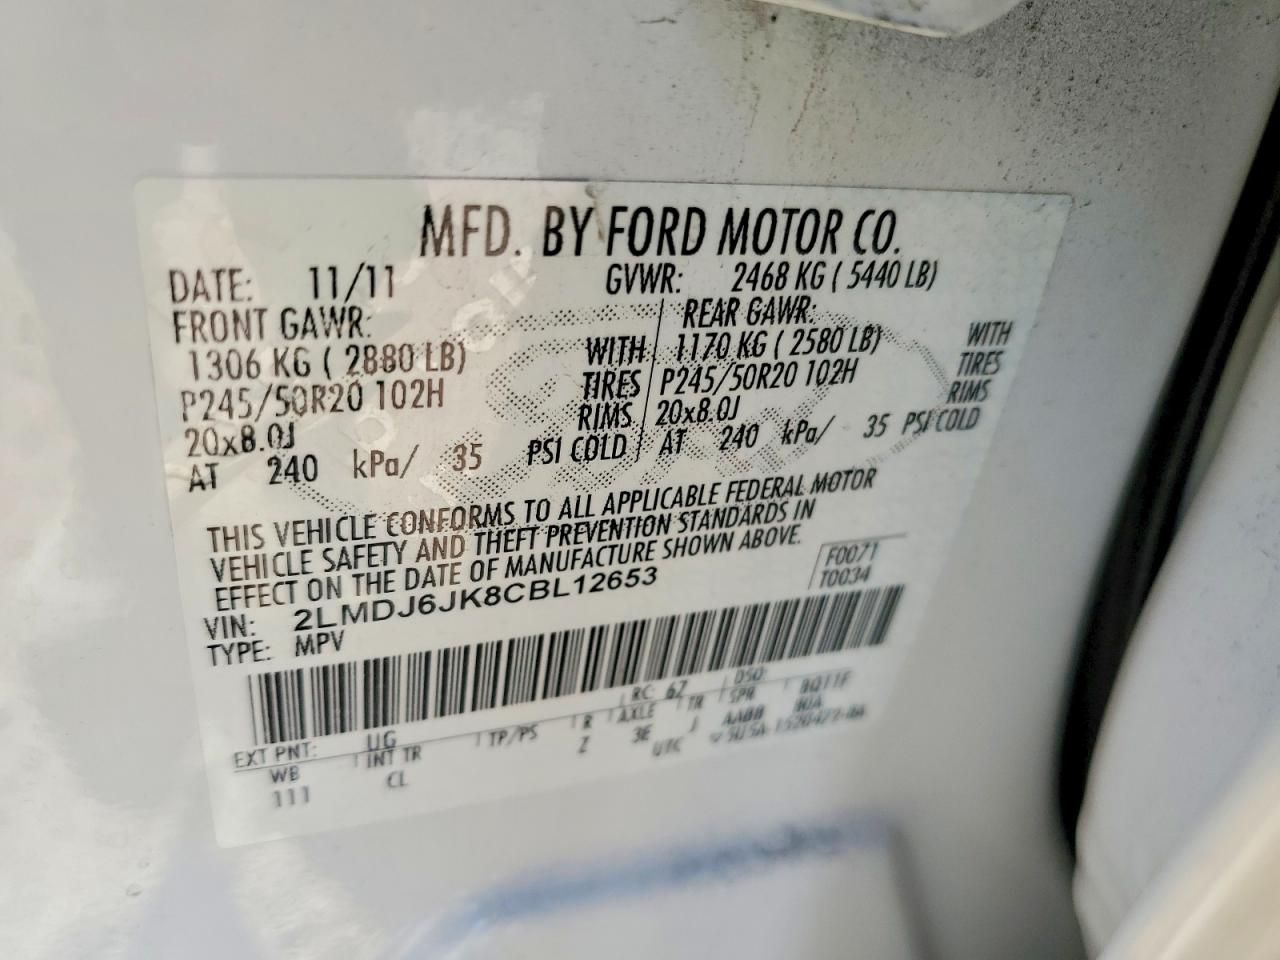 MFD. BY FORD MOTOR CO.
DATE: 11/11 GVWR: 2468 KG ( 5440 LB)
FRONT GAWR: REAR GAWR:
1306 KG ( 2880 LB) WITH 1170 KG ( 2580 LB) WITH
P245/50R20 102H TIRES P245/50R20 102H TIRES
20x8.0J RIMS 20x8.0J RIMS
AT 240 kPa/ 35 PSI COLD AT 240 kPa/ 35 PSI COLD
THIS VEHICLE CONFORMS TO ALL APPLICABLE FEDERAL MOTOR
VEHICLE SAFETY AND THEFT PREVENTION STANDARDS IN
EFFECT ON THE DATE OF MANUFACTURE SHOWN ABOVE.
F0071
T0034
VIN: 2LMDJ6JK8CBL12653
TYPE: MPV
EXT PNT: UG RC: 67 DSO:
WB INT TR TP/PS R AXLE TR SPR
111 CL Z 3E J AABB
UTC